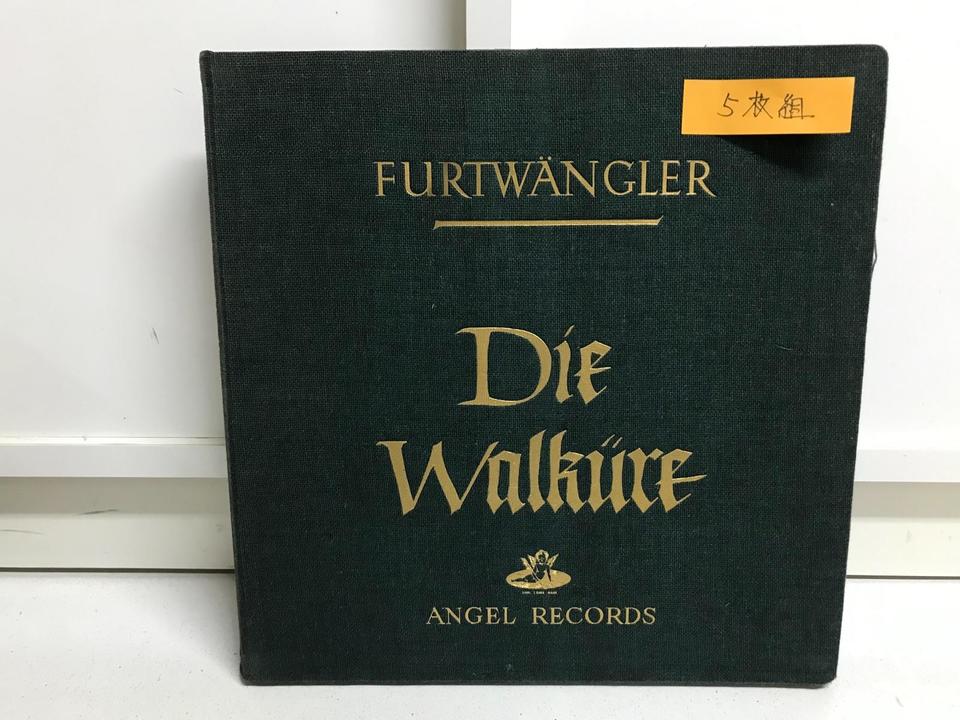 5枚組
FURTWÄNGLER
Die
Walküre
ANGEL RECORDS